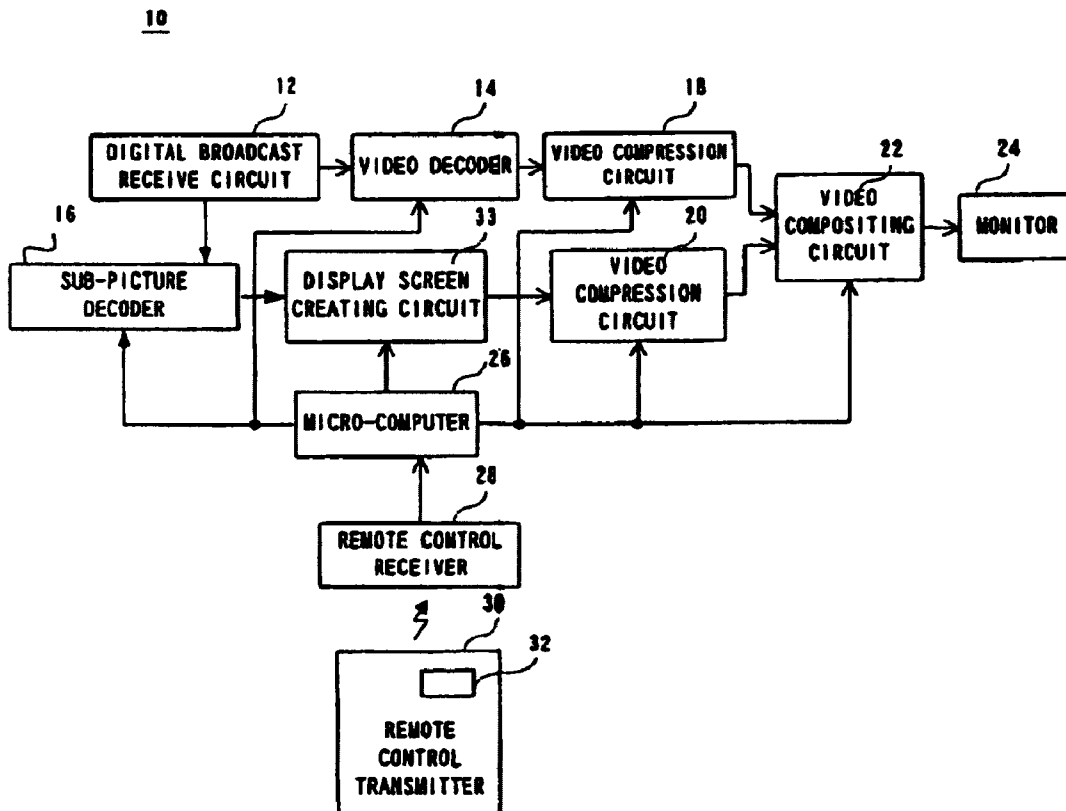 10
12
14
18
DIGITAL BROADCAST
RECEIVE CIRCUIT
VIDEO DECODER
VIDEO COMPRESSION
CIRCUIT
22
24
VIDEO
COMPOSITING
CIRCUIT
MONITOR
16
33
20
SUB-PICTURE
DECODER
DISPLAY SCREEN
CREATING CIRCUIT
VIDEO
COMPRESSION
CIRCUIT
26
MICRO-COMPUTER
28
REMOTE CONTROL
RECEIVER
30
32
REMOTE
CONTROL
TRANSMITTER